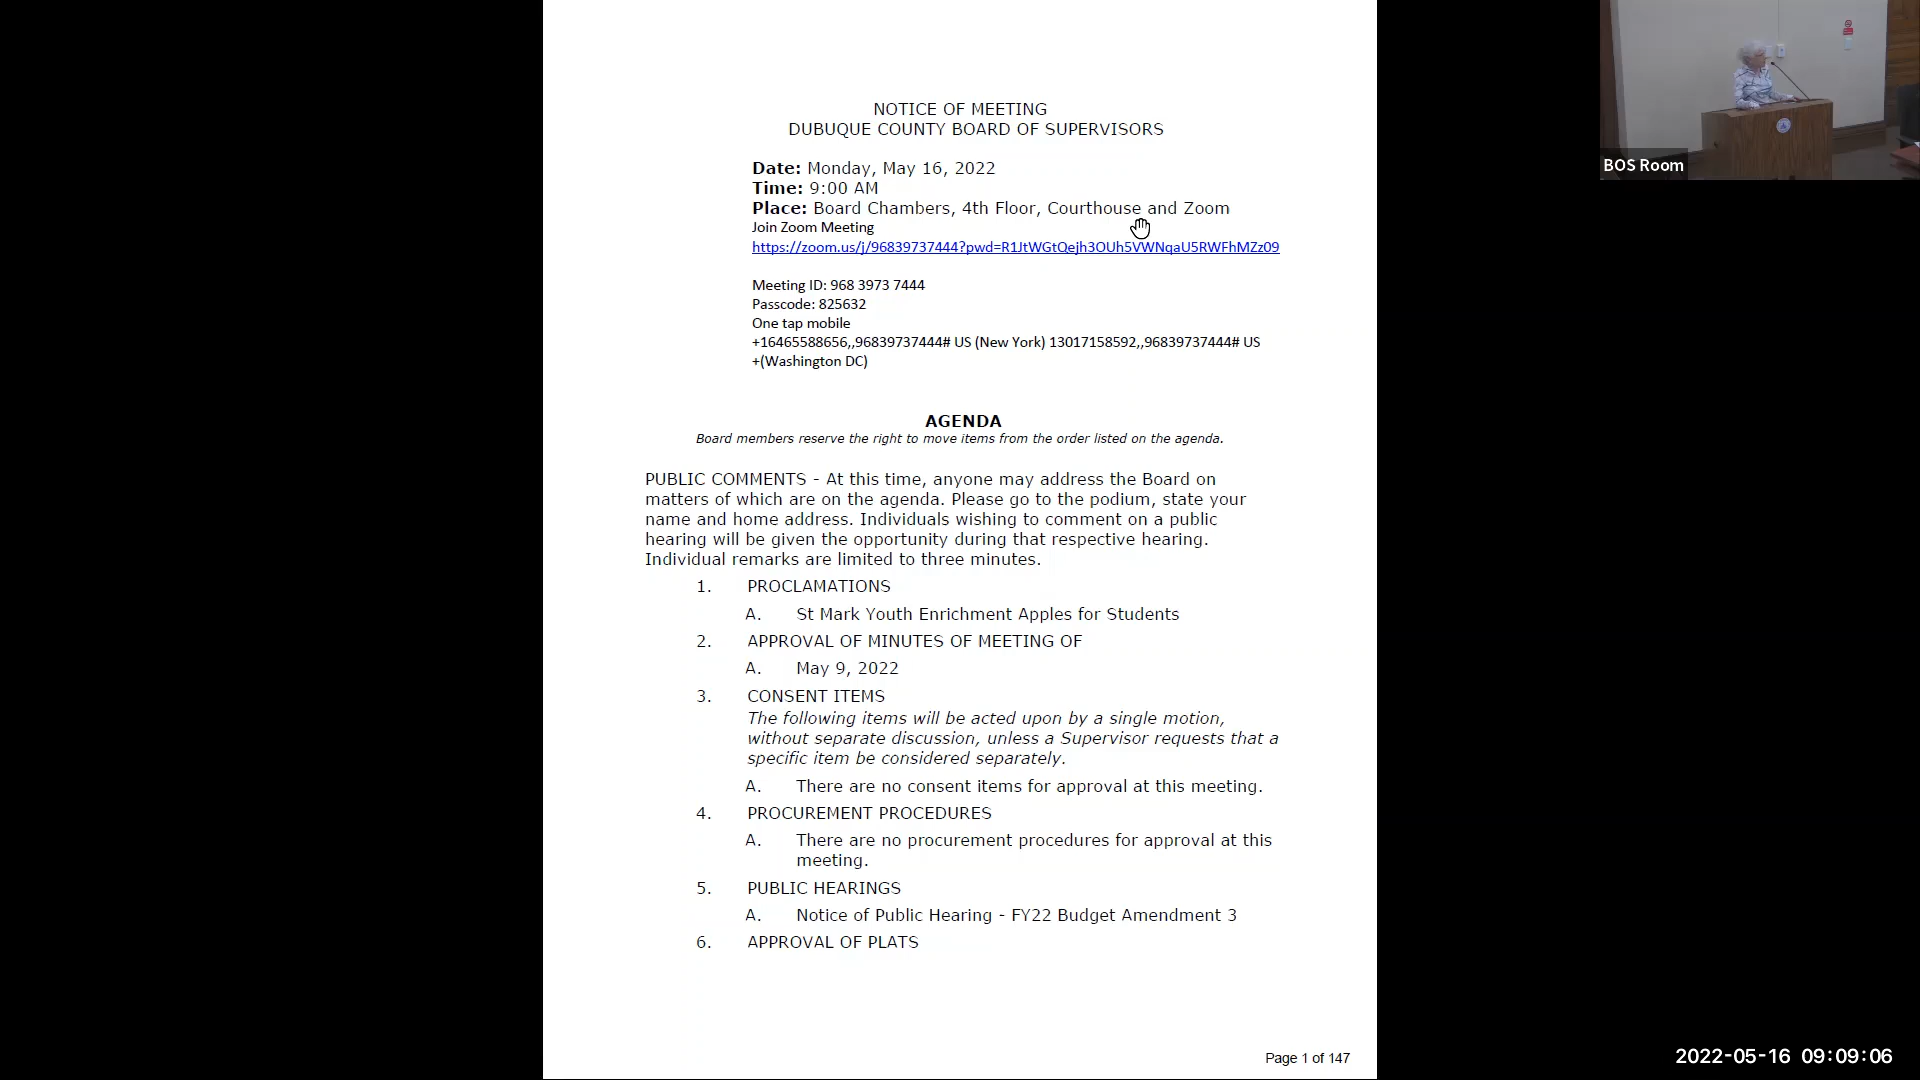 NOTICE OF MEETING
DUBUQUE COUNTY BOARD OF SUPERVISORS
Date: Monday, May 16, 2022
Time: 9:00 AM
Place: Board Chambers, 4th Floor, Courthouse and Zoom
Join Zoom Meeting
https://zoom.us/j/96839737444?pwd=R1JtWGtQejh3OUh5VWNqaU5RWFhMZz09
Meeting ID: 968 3973 7444
Passcode: 825632
One tap mobile
+16465588656,,96839737444# US (New York) 13017158592,,96839737444# US
+(Washington DC)
AGENDA
Board members reserve the right to move items from the order listed on the agenda.
PUBLIC COMMENTS - At this time, anyone may address the Board on
matters of which are on the agenda. Please go to the podium, state your
name and home address. Individuals wishing to comment on a public
hearing will be given the opportunity during that respective hearing.
Individual remarks are limited to three minutes.
1. PROCLAMATIONS
A. St Mark Youth Enrichment Apples for Students
2. APPROVAL OF MINUTES OF MEETING OF
A. May 9, 2022
3. CONSENT ITEMS
The following items will be acted upon by a single motion,
without separate discussion, unless a Supervisor requests that a
specific item be considered separately.
A. There are no consent items for approval at this meeting.
4. PROCUREMENT PROCEDURES
A. There are no procurement procedures for approval at this
meeting.
5. PUBLIC HEARINGS
A. Notice of Public Hearing - FY22 Budget Amendment 3
6. APPROVAL OF PLATS
Page 1 of 147
BOS Room
2022-05-16 09:09:06